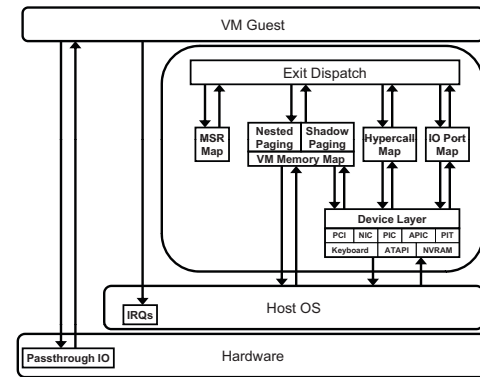 VM Guest
Exit Dispatch
MSR
Map
Nested
Paging
Shadow
Paging
VM Memory Map
Hypercall
Map
IO Port
Map
Device Layer
PCI
NIC
PIC
APIC
PIT
Keyboard
ATAPI
NVRAM
IRQs
Host OS
Passthrough IO
Hardware